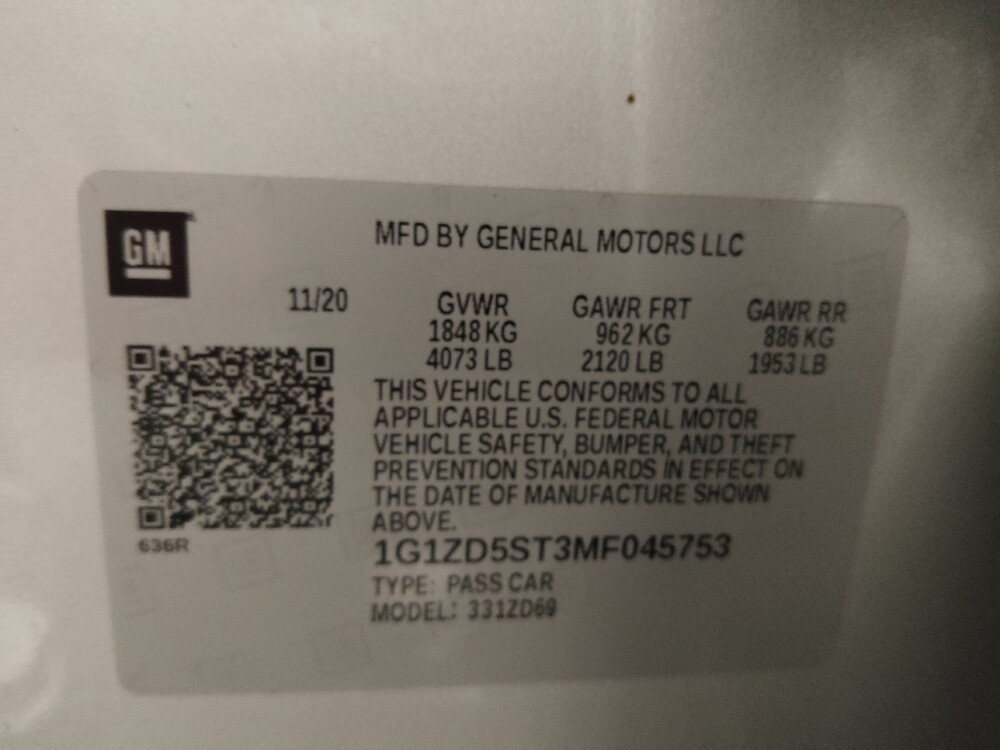 GM
MFD BY GENERAL MOTORS LLC
11/20 GVWR GAWR FRT GAWR RR
1848 KG 962 KG 886 KG
4073 LB 2120 LB 1953 LB
THIS VEHICLE CONFORMS TO ALL
APPLICABLE U.S. FEDERAL MOTOR
VEHICLE SAFETY, BUMPER, AND THEFT
PREVENTION STANDARDS IN EFFECT ON
THE DATE OF MANUFACTURE SHOWN
ABOVE.
636R
1G1ZD5ST3MF045753
TYPE: PASS CAR
MODEL: 331ZD69